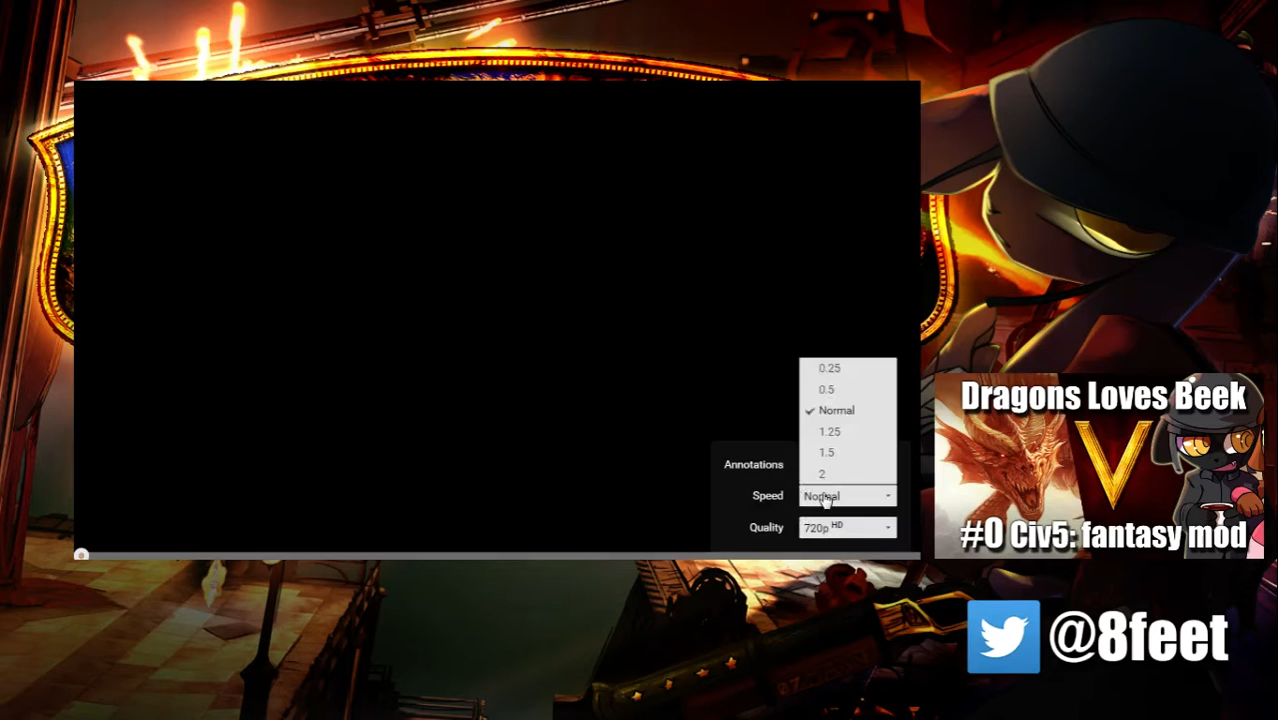 0.25
0.5
Normal
1.25
1.5
2
Annotations
Speed Normal
Quality 720p HD
Dragons Loves Beek
V
#0 Civ5: fantasy mod
@8feet